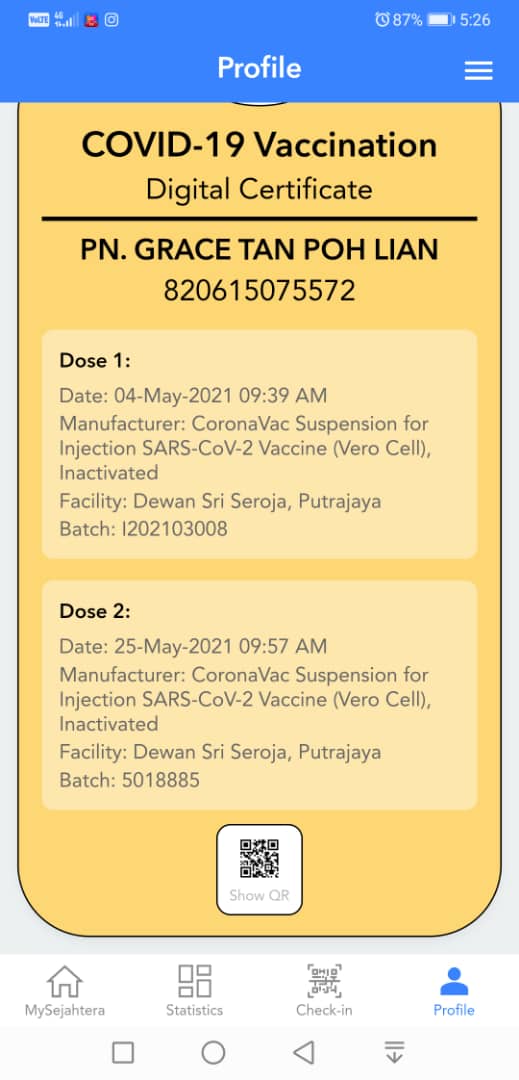 VoLTE 4G 87% 5:26
Profile
COVID-19 Vaccination
Digital Certificate
PN. GRACE TAN POH LIAN
820615075572
Dose 1:
Date: 04-May-2021 09:39 AM
Manufacturer: CoronaVac Suspension for
Injection SARS-CoV-2 Vaccine (Vero Cell),
Inactivated
Facility: Dewan Sri Seroja, Putrajaya
Batch: I202103008
Dose 2:
Date: 25-May-2021 09:57 AM
Manufacturer: CoronaVac Suspension for
Injection SARS-CoV-2 Vaccine (Vero Cell),
Inactivated
Facility: Dewan Sri Seroja, Putrajaya
Batch: 5018885
Show QR
MySejahtera Statistics Check-in Profile